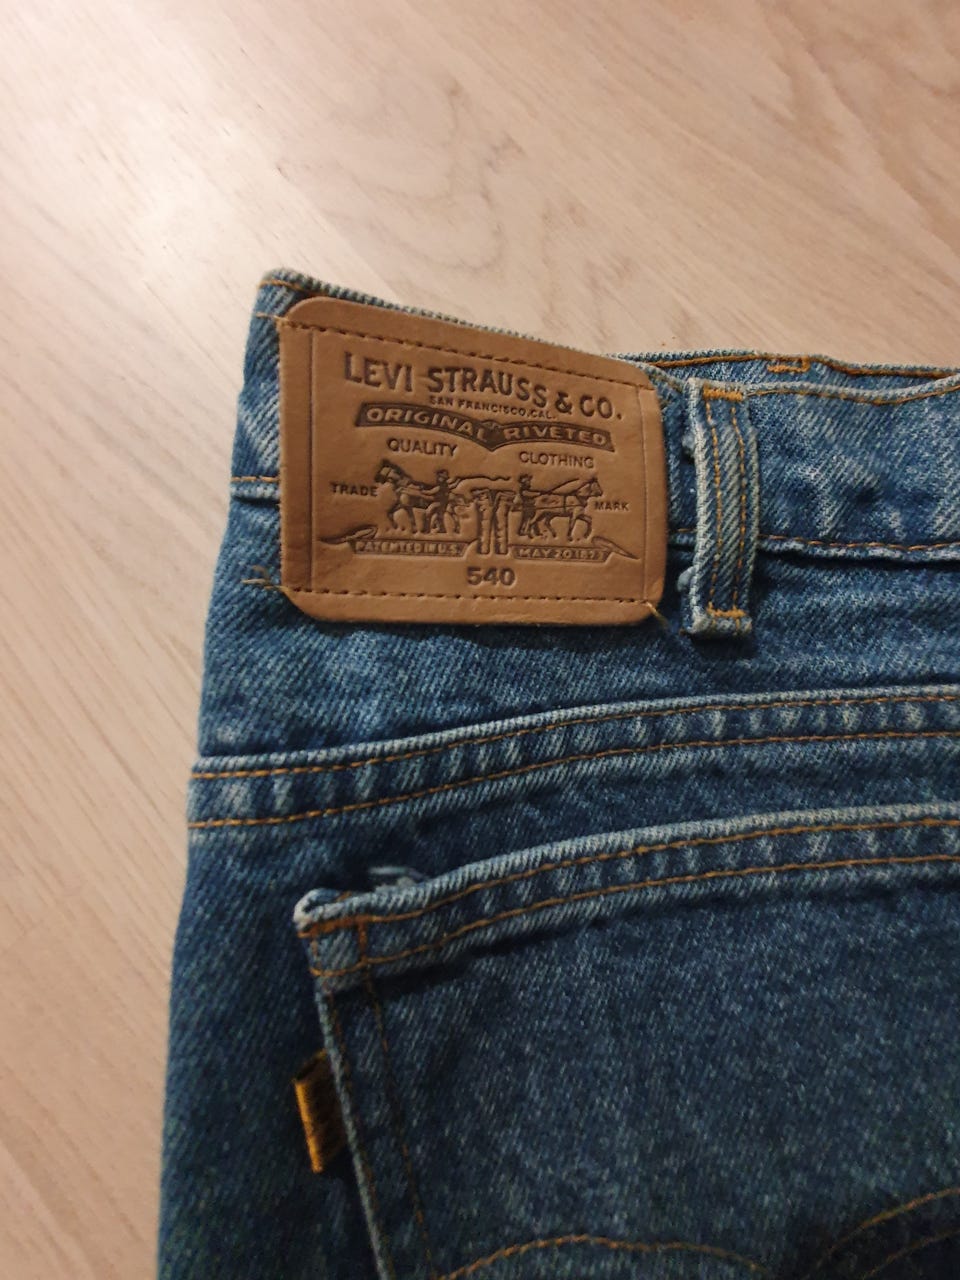 LEVI STRAUSS & CO.
SAN FRANCISCO, CAL.
ORIGINAL RIVETED
QUALITY CLOTHING
TRADE MARK
PATENTED IN U.S. MAY 20 1873
540